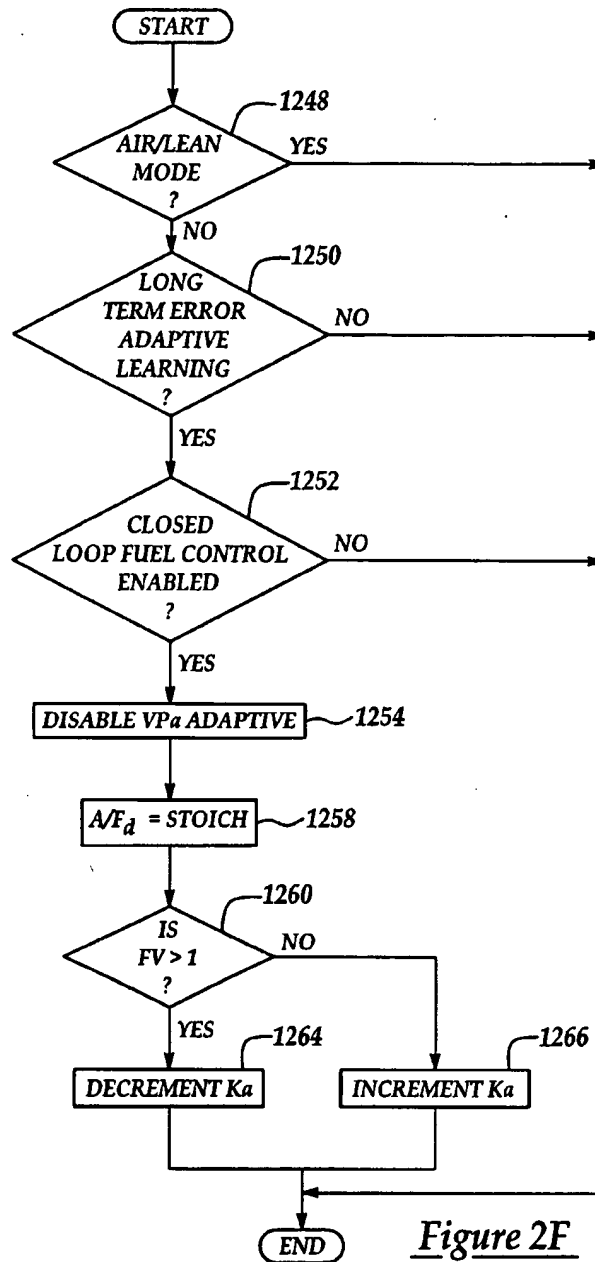 START
1248
AIR/LEAN
MODE
?
YES
NO
1250
LONG
TERM ERROR
ADAPTIVE
LEARNING
?
NO
YES
1252
CLOSED
LOOP FUEL CONTROL
ENABLED
?
NO
YES
DISABLE VPa ADAPTIVE
1254
A/Fd = STOICH
1258
1260
IS
FV > 1
?
NO
YES
1264
1266
DECREMENT Ka
INCREMENT Ka
END
Figure 2F